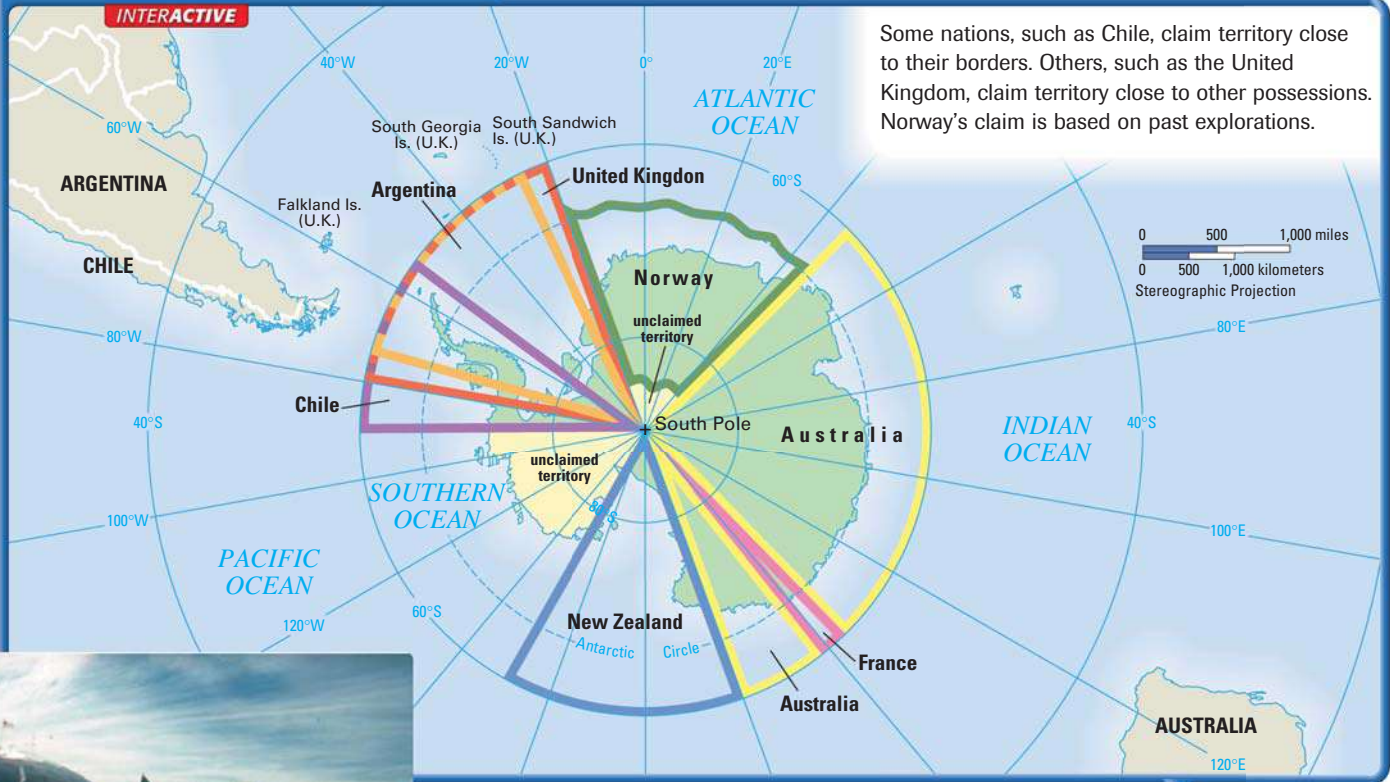 INTERACTIVE
Some nations, such as Chile, claim territory close
to their borders. Others, such as the United
Kingdom, claim territory close to other possessions.
Norway's claim is based on past explorations.
40°W
20°W
0°
20°E
ATLANTIC
OCEAN
60°W
South Georgia
Is. (U.K.)
South Sandwich
Is. (U.K.)
ARGENTINA
Argentina
United Kingdon
60°S
Falkland Is.
(U.K.)
0 500 1,000 miles
0 500 1,000 kilometers
Stereographic Projection
CHILE
Norway
unclaimed
territory
80°W
80°E
Chile
40°S
South Pole
Australia
INDIAN
OCEAN
40°S
unclaimed
territory
SOUTHERN
OCEAN
80°S
100°W
100°E
PACIFIC
OCEAN
60°S
120°W
New Zealand
Antarctic Circle
France
Australia
AUSTRALIA
120°E